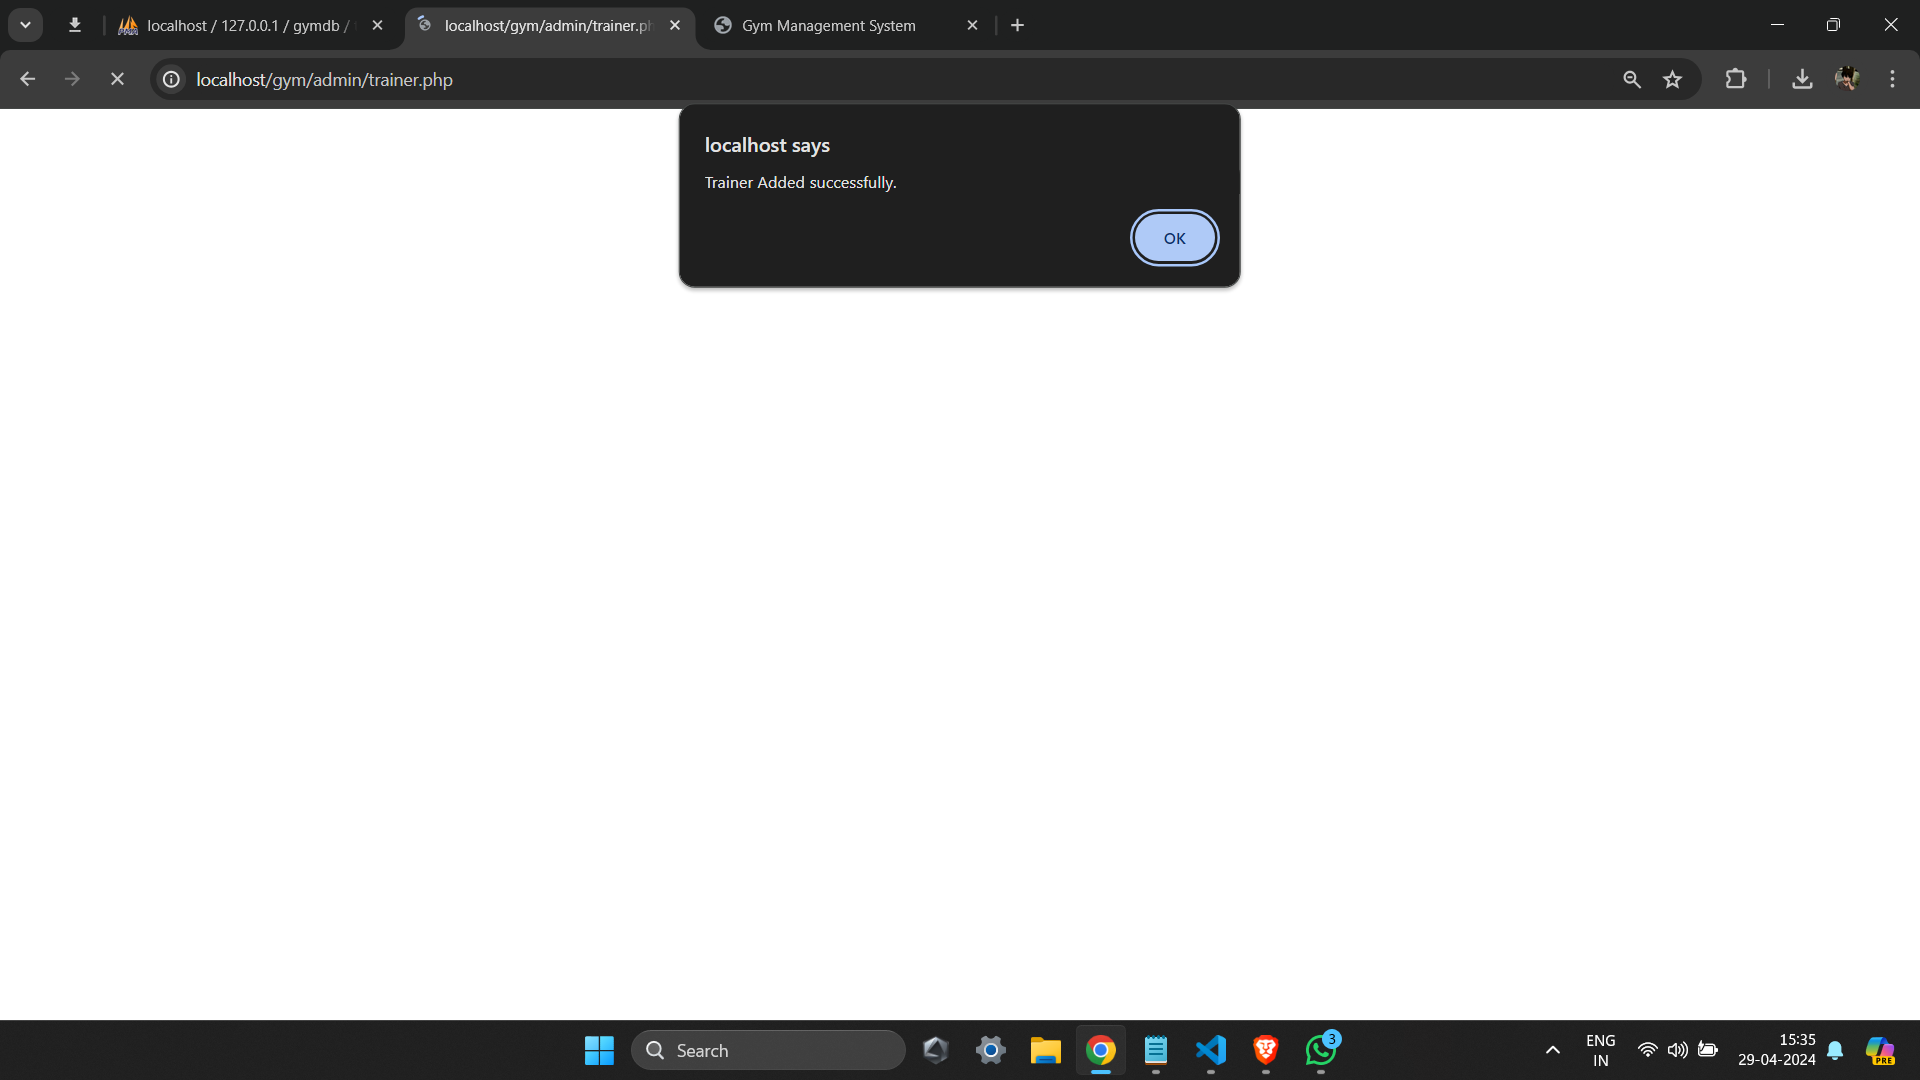 localhost / 127.0.0.1 / gymdb /
localhost/gym/admin/trainer.ph
Gym Management System
localhost/gym/admin/trainer.php
localhost says
Trainer Added successfully.
OK
Search
3
ENG
IN
15:35
29-04-2024
PRE